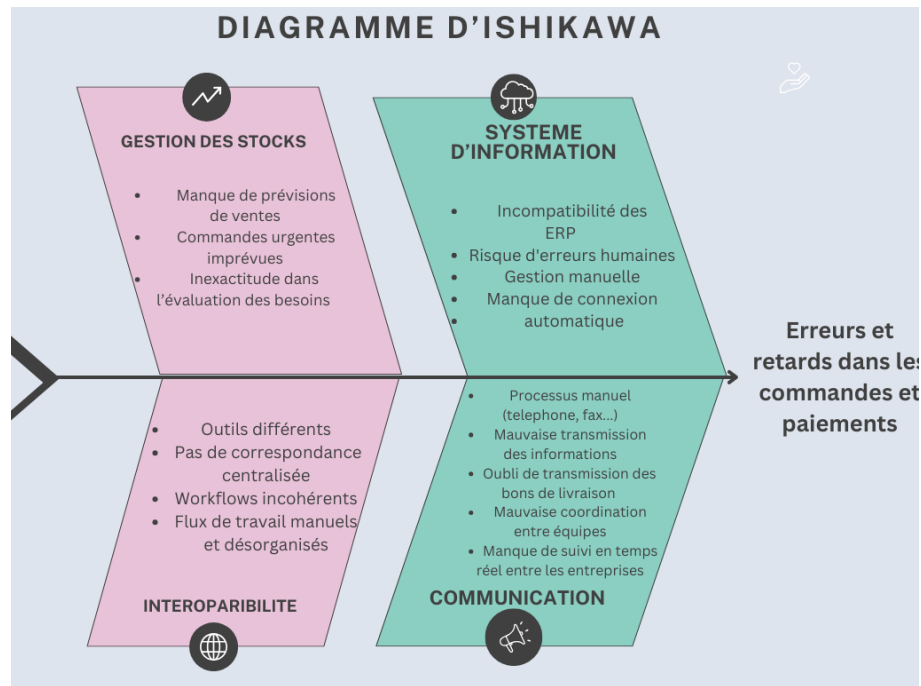 DIAGRAMME D'ISHIKAWA
GESTION DES STOCKS
• Manque de prévisions
de ventes
• Commandes urgentes
imprévues
• Inexactitude dans
l'évaluation des besoins
SYSTEME
D'INFORMATION
• Incompatibilité des
ERP
• Risque d'erreurs humaines
• Gestion manuelle
• Manque de connexion
• automatique
Erreurs et
retards dans les
commandes et
paiements
• Outils différents
• Pas de correspondance
centralisée
• Workflows incohérents
• Flux de travail manuels
et désorganisés
INTEROPARIBILITE
• Processus manuel
(telephone, fax...)
• Mauvaise transmission
des informations
• Oubli de transmission des
bons de livraison
• Mauvaise coordination
entre équipes
• Manque de suivi en temps
réel entre les entreprises
COMMUNICATION